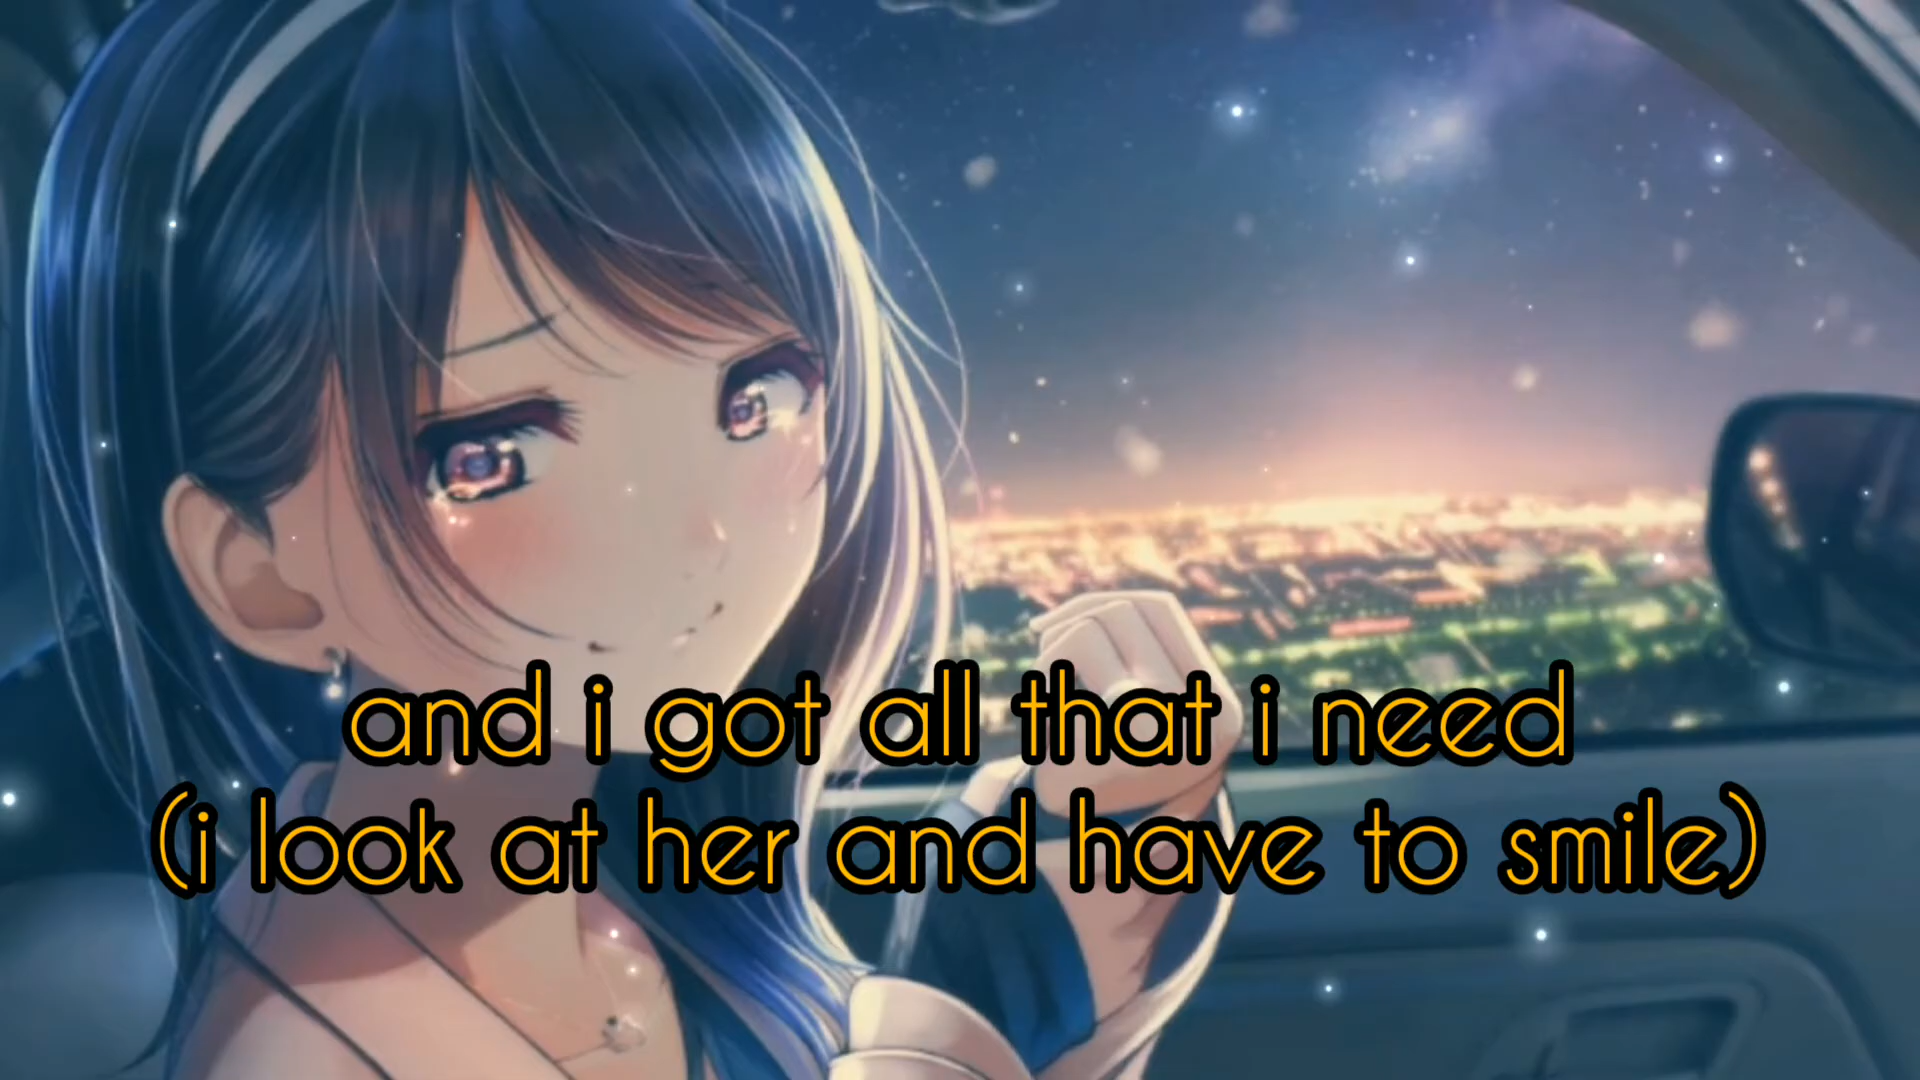 and i got all that i need
(i look at her and have to smile)